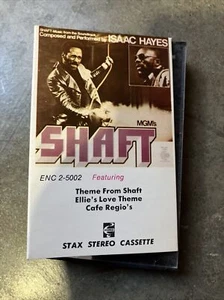 SHAFT Music from the Soundtrack
Composed and Performed by ISAAC HAYES
MGM's
SHAFT
ENC 2-5002 Featuring
Theme From Shaft
Ellie's Love Theme
Cafe Regio's
STAX STEREO CASSETTE